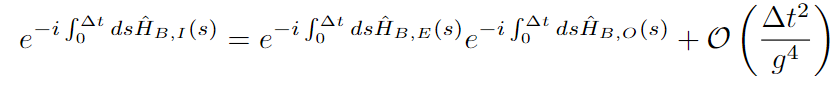 $e^{-i\int_0^{\Delta t} ds \hat{H}_{B,I}(s)} = e^{-i\int_0^{\Delta t} ds \hat{H}_{B,E}(s)} e^{-i\int_0^{\Delta t} ds \hat{H}_{B,O}(s)} + \mathcal{O}\left(\frac{\Delta t^2}{g^4}\right)$